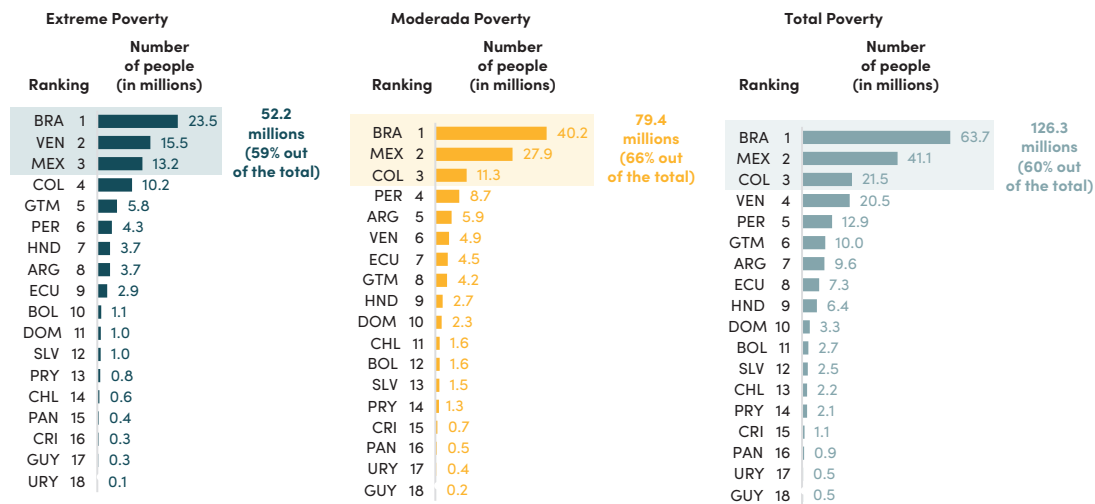 Extreme Poverty
Number
of people
Ranking (in millions)
BRA 1 23.5
VEN 2 15.5
MEX 3 13.2
COL 4 10.2
GTM 5 5.8
PER 6 4.3
HND 7 3.7
ARG 8 3.7
ECU 9 2.9
BOL 10 1.1
DOM 11 1.0
SLV 12 1.0
PRY 13 0.8
CHL 14 0.6
PAN 15 0.4
CRI 16 0.3
GUY 17 0.3
URY 18 0.1
52.2
millions
(59% out
of the total)
Moderada Poverty
Number
of people
Ranking (in millions)
BRA 1 40.2
MEX 2 27.9
COL 3 11.3
PER 4 8.7
ARG 5 5.9
VEN 6 4.9
ECU 7 4.5
GTM 8 4.2
HND 9 2.7
DOM 10 2.3
CHL 11 1.6
BOL 12 1.6
SLV 13 1.5
PRY 14 1.3
CRI 15 0.7
PAN 16 0.5
URY 17 0.4
GUY 18 0.2
79.4
millions
(66% out
of the total)
Total Poverty
Number
of people
Ranking (in millions)
BRA 1 63.7
MEX 2 41.1
COL 3 21.5
VEN 4 20.5
PER 5 12.9
GTM 6 10.0
ARG 7 9.6
ECU 8 7.3
HND 9 6.4
DOM 10 3.3
BOL 11 2.7
SLV 12 2.5
CHL 13 2.2
PRY 14 2.1
CRI 15 1.1
PAN 16 0.9
URY 17 0.5
GUY 18 0.5
126.3
millions
(60% out
of the total)